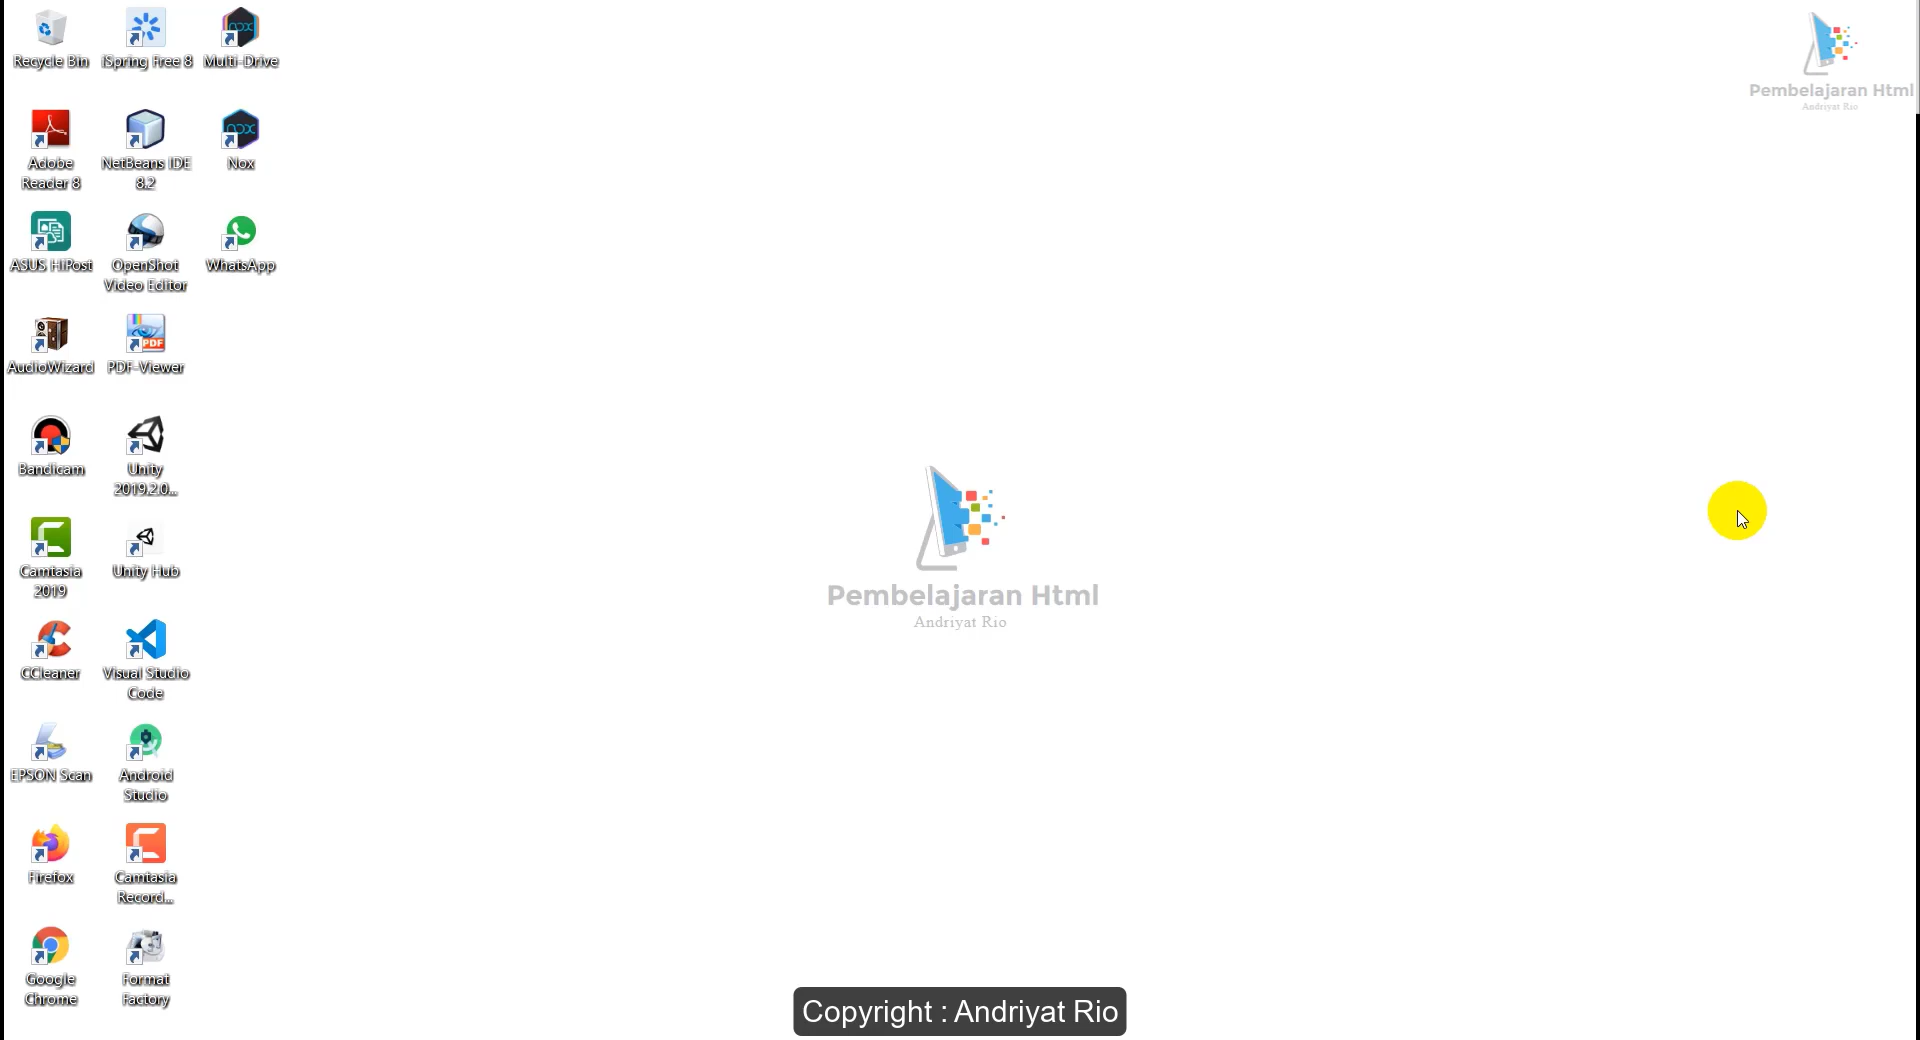 Recycle Bin
iSpring Free 8
Multi-Drive
Pembelajaran Html
Andriyat Rio
Adobe
Reader 8
NetBeans IDE
8.2
nox
Nox
ASUS HiPost
OpenShot
Video Editor
WhatsApp
AudioWizard
PDF
PDF-Viewer
Bandicam
Unity
2019.2.0...
Camtasia
2019
Unity Hub
Pembelajaran Html
Andriyat Rio
CCleaner
Visual Studio
Code
EPSON Scan
Android
Studio
Firefox
Camtasia
Record...
Google
Chrome
Format
Factory
Copyright : Andriyat Rio